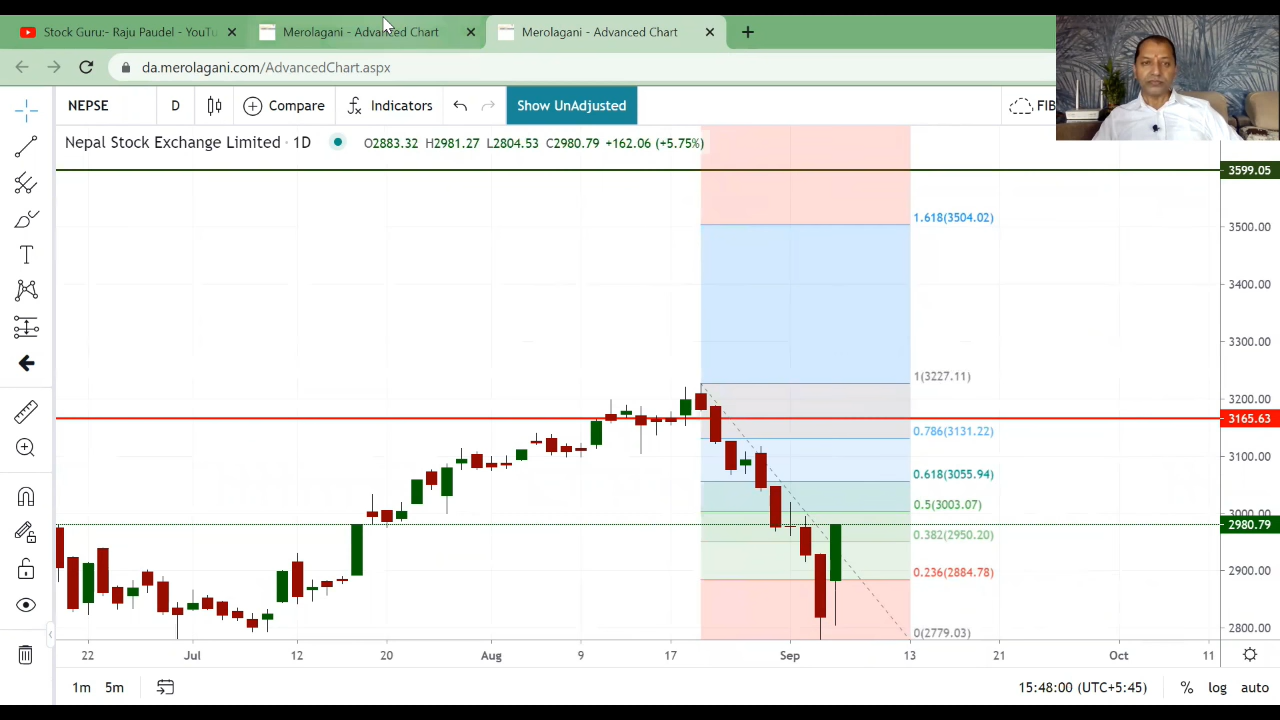 Stock Guru:- Raju Paudel - YouTu
Merolagani - Advanced Chart
Merolagani - Advanced Chart
da.merolagani.com/AdvancedChart.aspx
NEPSE D Compare Indicators Show UnAdjusted FIB
Nepal Stock Exchange Limited · 1D O2883.32 H2981.27 L2804.53 C2980.79 +162.06 (+5.75%)
3599.05
1.618(3504.02)
3500.00
3400.00
3300.00
1(3227.11)
3200.00
3165.63
0.786(3131.22)
3100.00
0.618(3055.94)
0.5(3003.07)
3000.00
2980.79
0.382(2950.20)
0.236(2884.78)
2900.00
0(2779.03)
2800.00
22 Jul 12 20 Aug 9 17 Sep 13 21 Oct 11
1m 5m 15:48:00 (UTC+5:45) % log auto